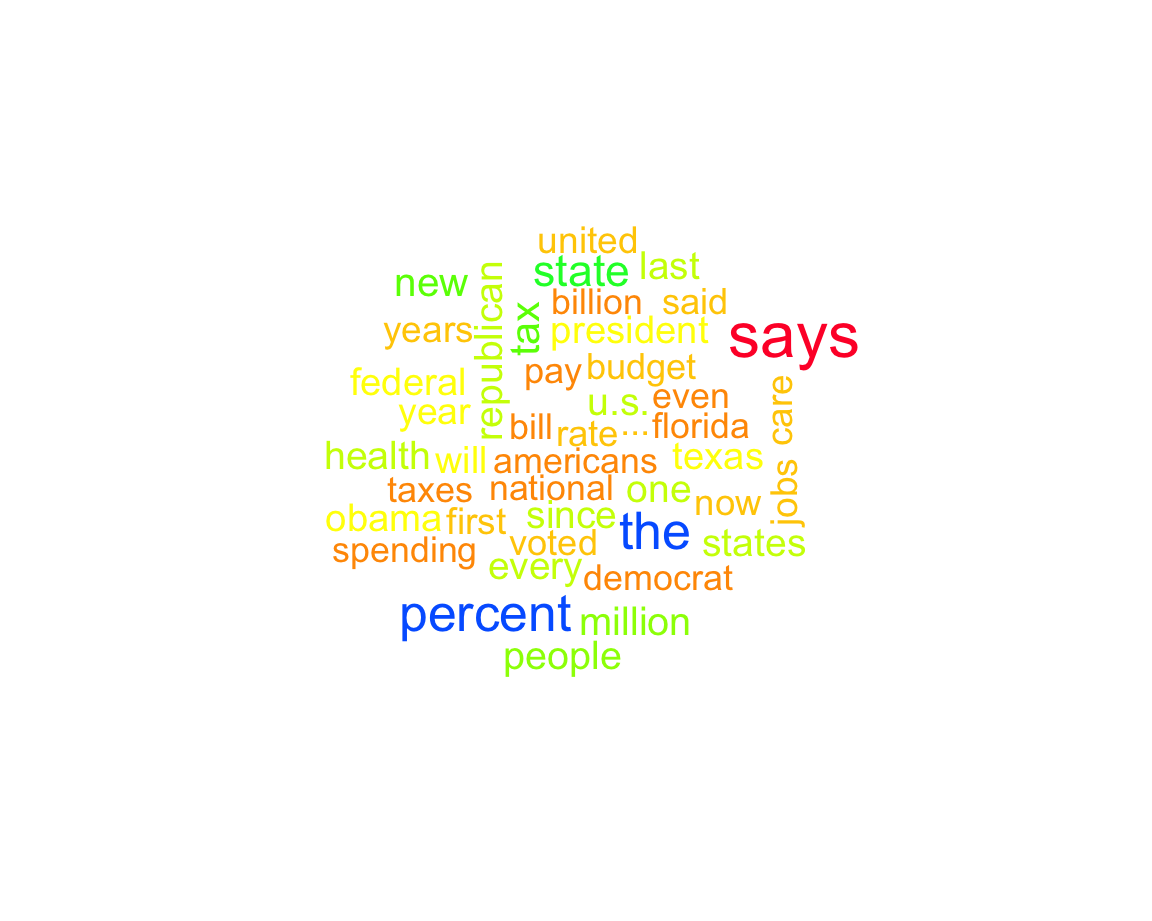 united
state last
new republican tax billion said
years president says
pay budget
federal u.s. even care
year bill rate ... florida
health will americans texas
taxes national one now jobs
obama first since the states
spending voted
every democrat
percent million
people